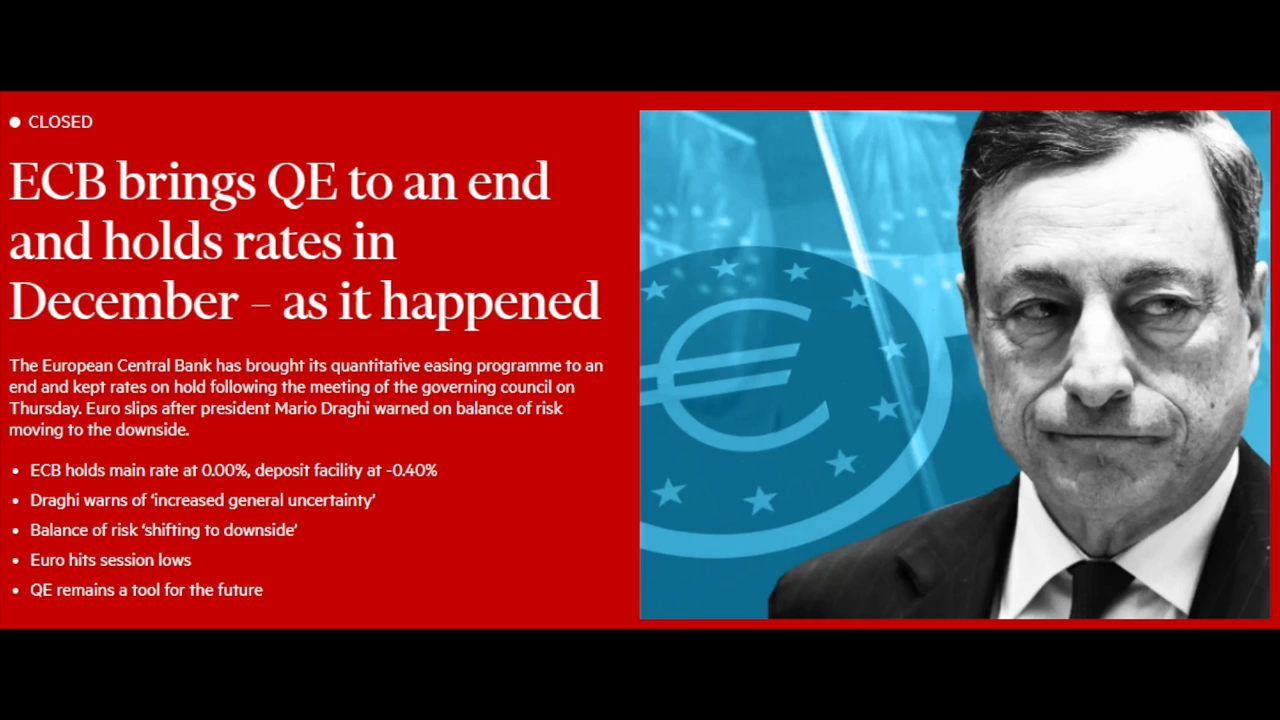 CLOSED
ECB brings QE to an end
and holds rates in
December – as it happened
The European Central Bank has brought its quantitative easing programme to an
end and kept rates on hold following the meeting of the governing council on
Thursday. Euro slips after president Mario Draghi warned on balance of risk
moving to the downside.
• ECB holds main rate at 0.00%, deposit facility at -0.40%
• Draghi warns of ‘increased general uncertainty’
• Balance of risk ‘shifting to downside’
• Euro hits session lows
• QE remains a tool for the future